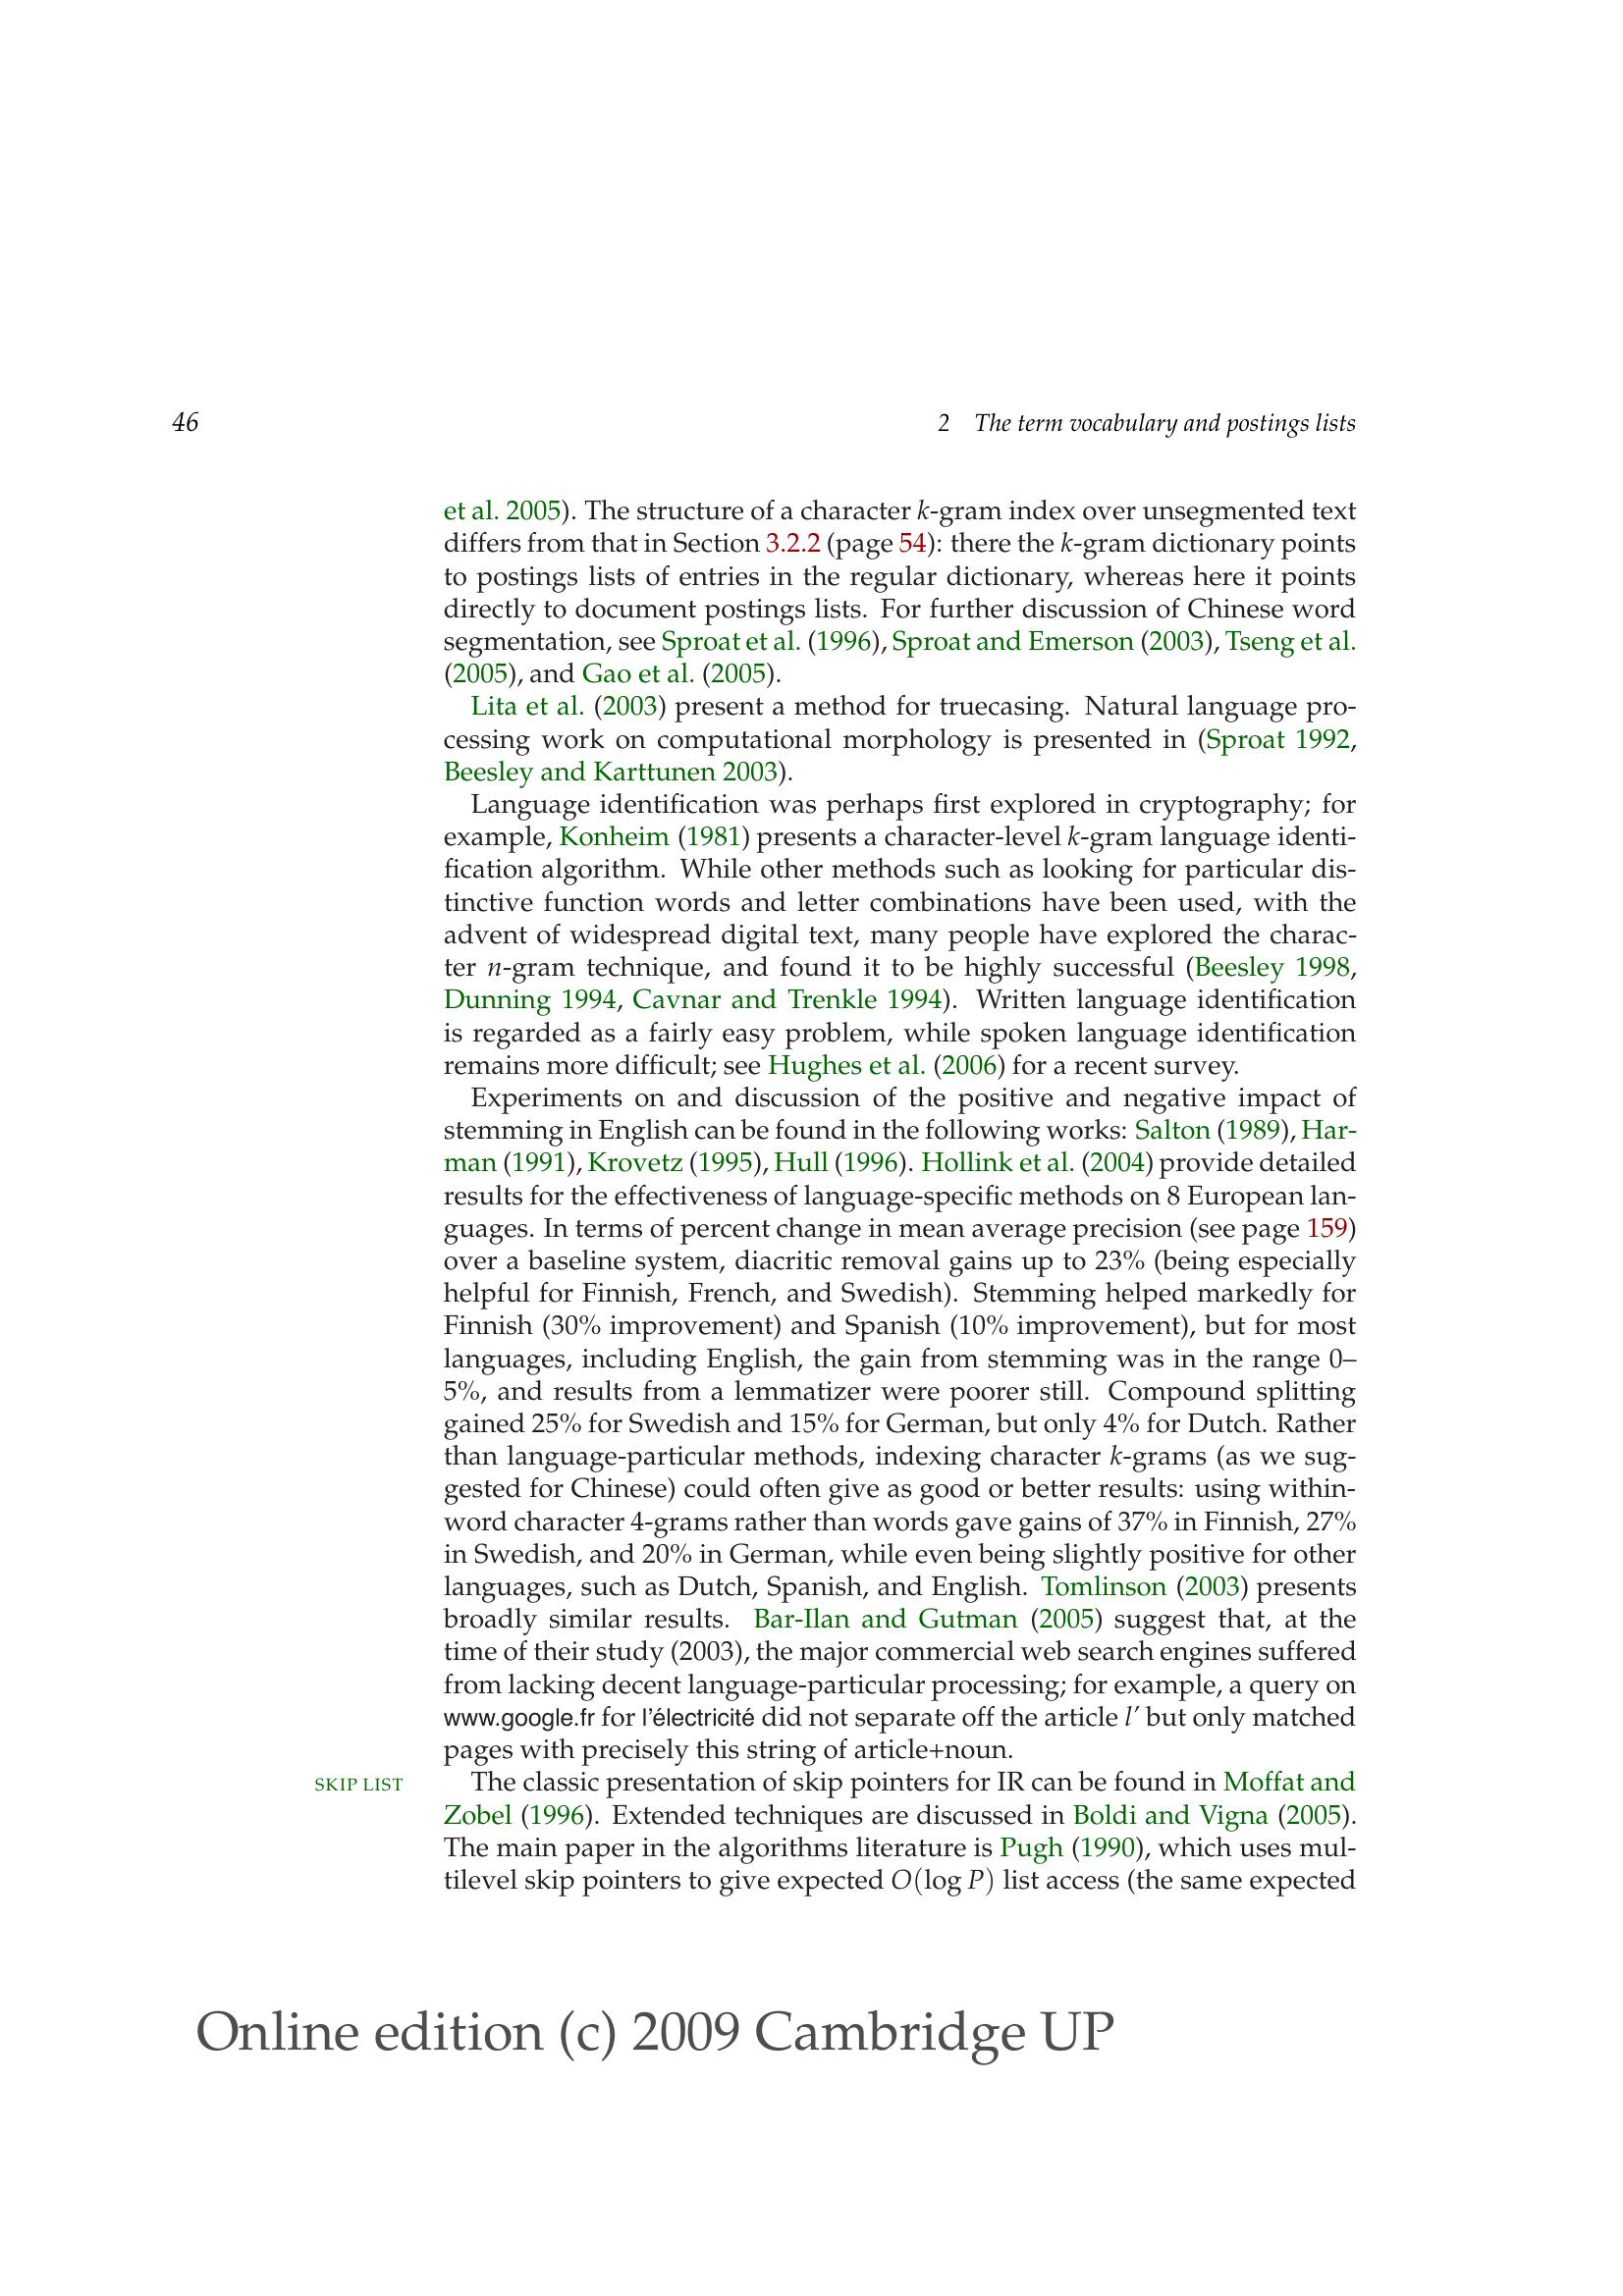 46
2 The term vocabulary and postings lists
et al. 2005). The structure of a character k-gram index over unsegmented text
differs from that in Section 3.2.2 (page 54): there the k-gram dictionary points
to postings lists of entries in the regular dictionary, whereas here it points
directly to document postings lists. For further discussion of Chinese word
segmentation, see Sproat et al. (1996), Sproat and Emerson (2003), Tseng et al.
(2005), and Gao et al. (2005).
Lita et al. (2003) present a method for truecasing. Natural language pro-
cessing work on computational morphology is presented in (Sproat 1992,
Beesley and Karttunen 2003).
Language identification was perhaps first explored in cryptography; for
example, Konheim (1981) presents a character-level k-gram language identi-
fication algorithm. While other methods such as looking for particular dis-
tinctive function words and letter combinations have been used, with the
advent of widespread digital text, many people have explored the charac-
ter n-gram technique, and found it to be highly successful (Beesley 1998,
Dunning 1994, Cavnar and Trenkle 1994). Written language identification
is regarded as a fairly easy problem, while spoken language identification
remains more difficult; see Hughes et al. (2006) for a recent survey.
Experiments on and discussion of the positive and negative impact of
stemming in English can be found in the following works: Salton (1989), Har-
man (1991), Krovetz (1995), Hull (1996). Hollink et al. (2004) provide detailed
results for the effectiveness of language-specific methods on 8 European lan-
guages. In terms of percent change in mean average precision (see page 159)
over a baseline system, diacritic removal gains up to 23% (being especially
helpful for Finnish, French, and Swedish). Stemming helped markedly for
Finnish (30% improvement) and Spanish (10% improvement), but for most
languages, including English, the gain from stemming was in the range 0–
5%, and results from a lemmatizer were poorer still. Compound splitting
gained 25% for Swedish and 15% for German, but only 4% for Dutch. Rather
than language-particular methods, indexing character k-grams (as we sug-
gested for Chinese) could often give as good or better results: using within-
word character 4-grams rather than words gave gains of 37% in Finnish, 27%
in Swedish, and 20% in German, while even being slightly positive for other
languages, such as Dutch, Spanish, and English. Tomlinson (2003) presents
broadly similar results. Bar-Ilan and Gutman (2005) suggest that, at the
time of their study (2003), the major commercial web search engines suffered
from lacking decent language-particular processing; for example, a query on
www.google.fr for l'électricité did not separate off the article l' but only matched
pages with precisely this string of article+noun.
SKIP LIST The classic presentation of skip pointers for IR can be found in Moffat and
Zobel (1996). Extended techniques are discussed in Boldi and Vigna (2005).
The main paper in the algorithms literature is Pugh (1990), which uses mul-
tilevel skip pointers to give expected O(log P) list access (the same expected
Online edition (c) 2009 Cambridge UP